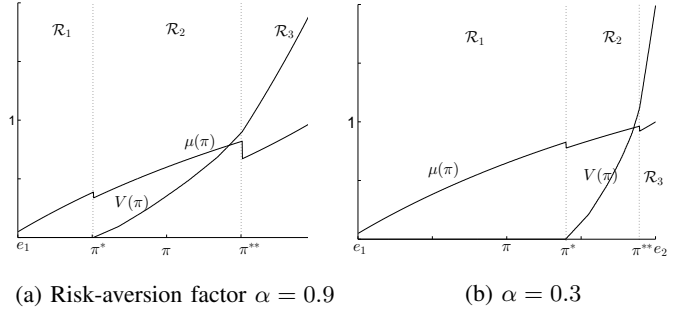 R₁ R₂ R₃
1
μ(π)
V(π)
e₁ π* π π**
(a) Risk-aversion factor α = 0.9
R₁ R₂
1
μ(π)
V(π) R₃
e₁ π π* π** e₂
(b) α = 0.3